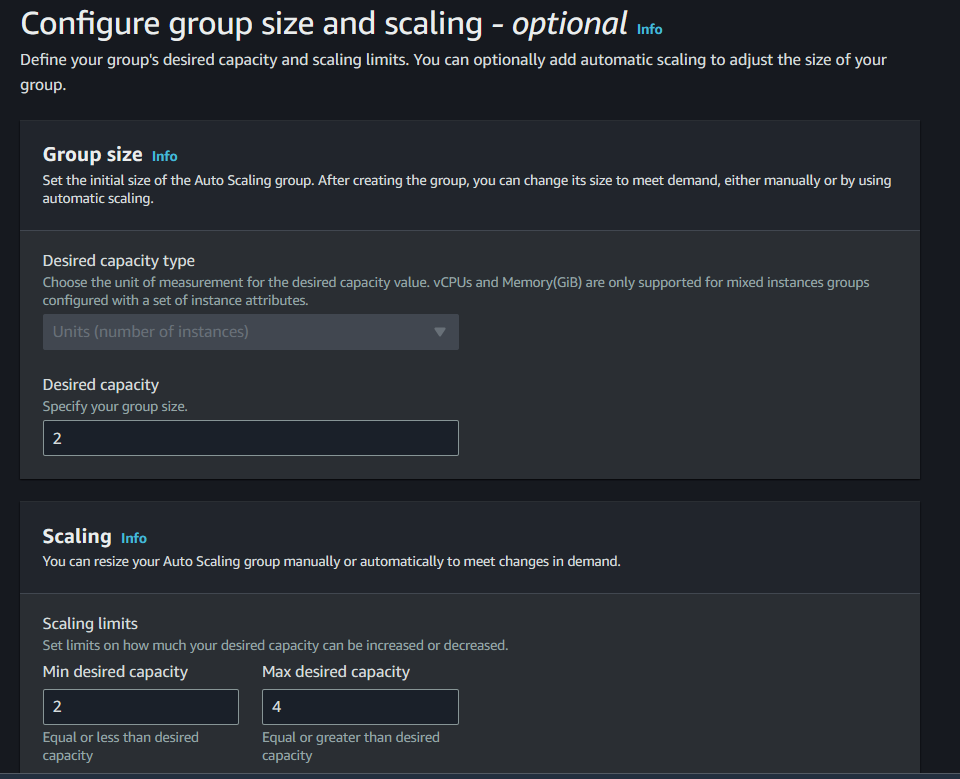 Configure group size and scaling - optional Info
Define your group's desired capacity and scaling limits. You can optionally add automatic scaling to adjust the size of your
group.
Group size Info
Set the initial size of the Auto Scaling group. After creating the group, you can change its size to meet demand, either manually or by using
automatic scaling.
Desired capacity type
Choose the unit of measurement for the desired capacity value. vCPUs and Memory(GiB) are only supported for mixed instances groups
configured with a set of instance attributes.
Units (number of instances)
Desired capacity
Specify your group size.
2
Scaling Info
You can resize your Auto Scaling group manually or automatically to meet changes in demand.
Scaling limits
Set limits on how much your desired capacity can be increased or decreased.
Min desired capacity
2
Equal or less than desired
capacity
Max desired capacity
4
Equal or greater than desired
capacity